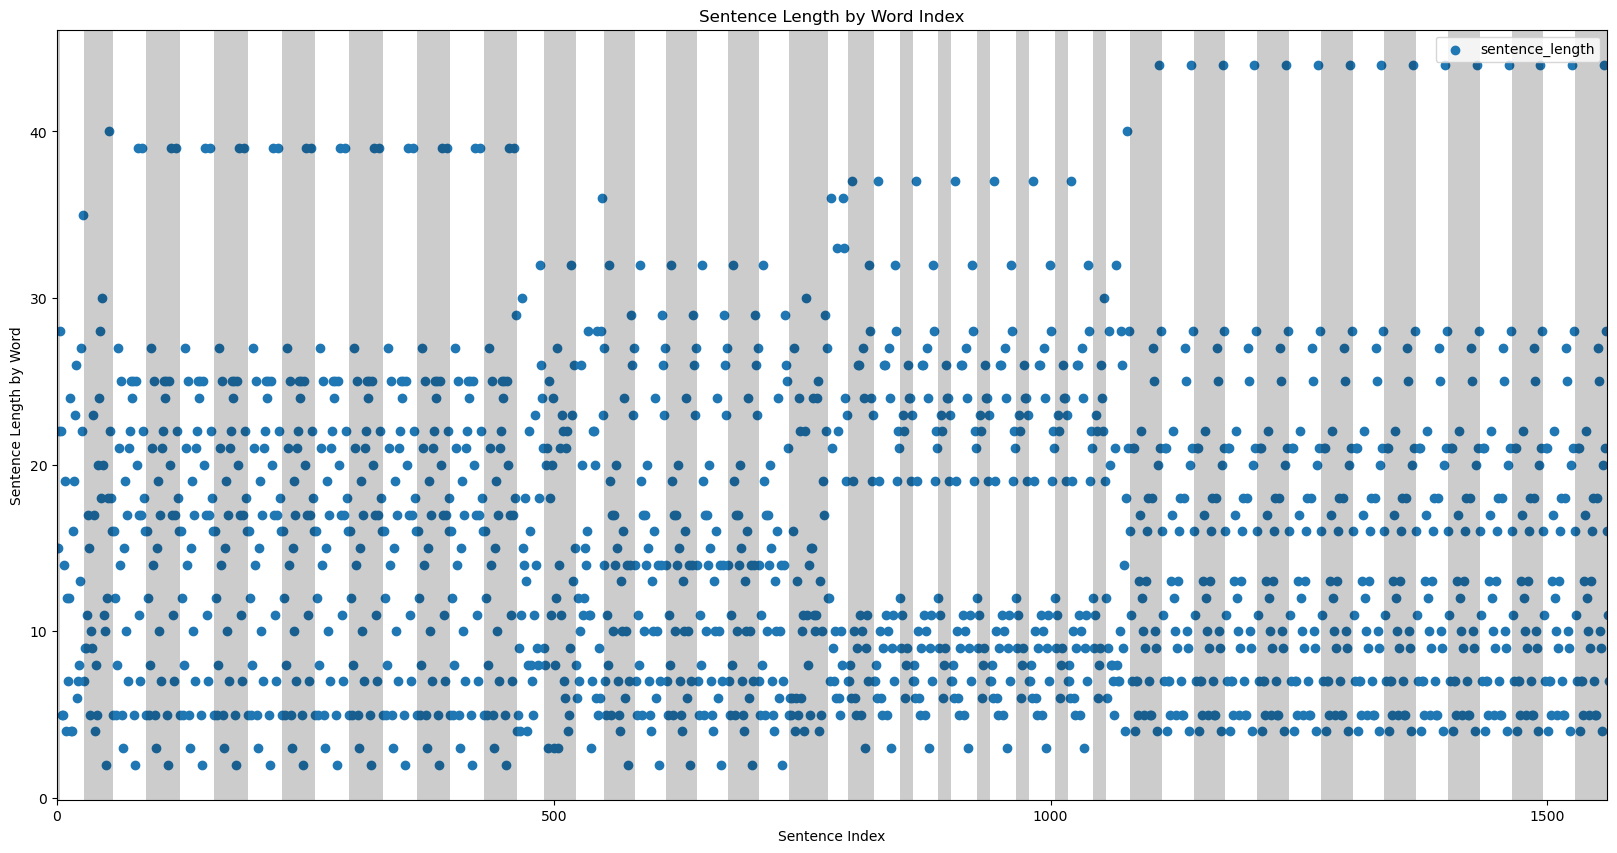 Sentence Length by Word Index
sentence_length
Sentence Length by Word
40
30
20
10
0
0 500 1000 1500
Sentence Index